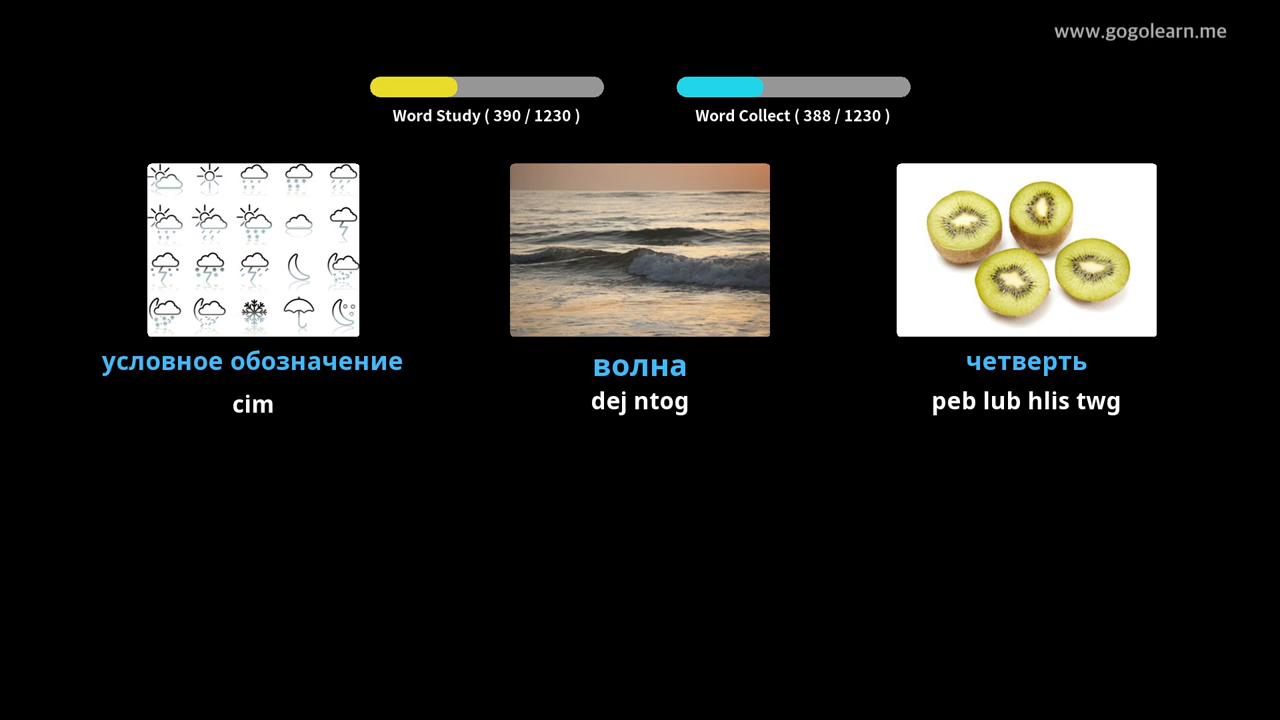 www.gogolearn.me
Word Study ( 390 / 1230 )
Word Collect ( 388 / 1230 )
условное обозначение
cim
волна
dej ntog
четверть
peb lub hlis twg